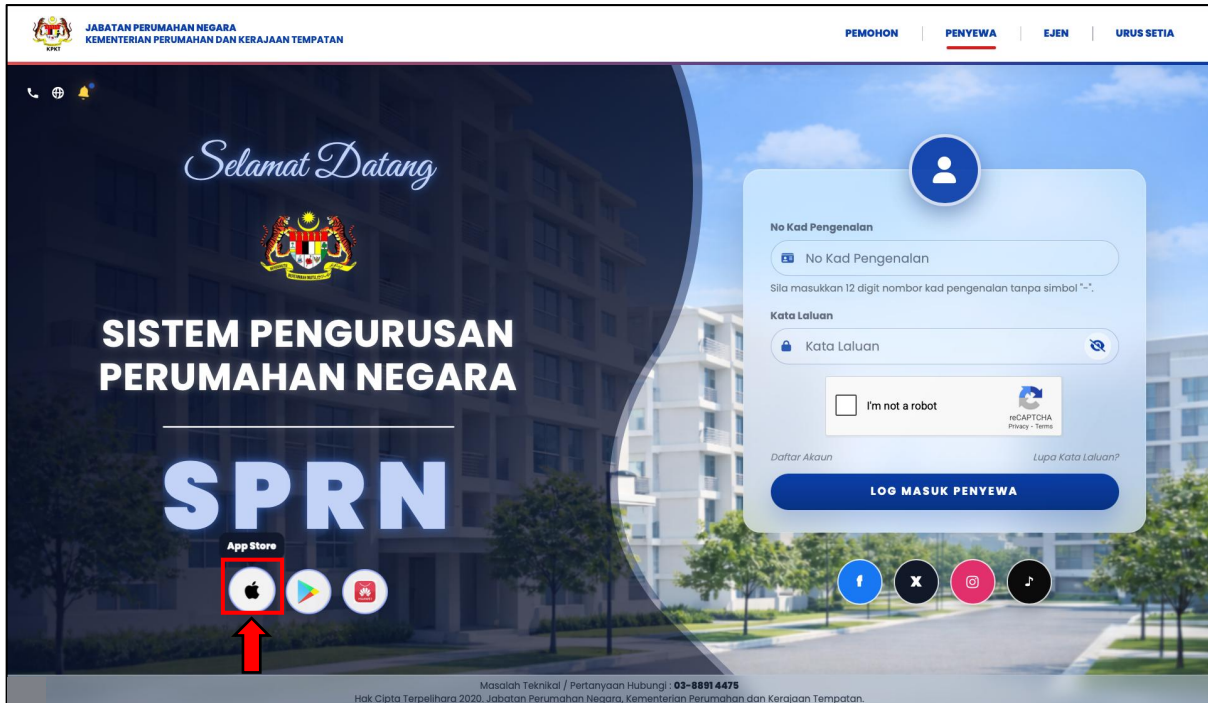 JABATAN PERUMAHAN NEGARA
KEMENTERIAN PERUMAHAN DAN KERAJAAN TEMPATAN
KPKT
PEMOHON
PENYEWA
EJEN
URUS SETIA
Selamat Datang
SISTEM PENGURUSAN
PERUMAHAN NEGARA
SPRN
App Store
HUAWEI
No Kad Pengenalan
No Kad Pengenalan
Sila masukkan 12 digit nombor kad pengenalan tanpa simbol "-".
Kata Laluan
Kata Laluan
I'm not a robot
reCAPTCHA
Privacy - Terms
Daftar Akaun
Lupa Kata Laluan?
LOG MASUK PENYEWA
Masalah Teknikal / Pertanyaan Hubungi : 03-8891 4475
Hak Cipta Terpelihara 2020. Jabatan Perumahan Negara, Kementerian Perumahan dan Kerajaan Tempatan.